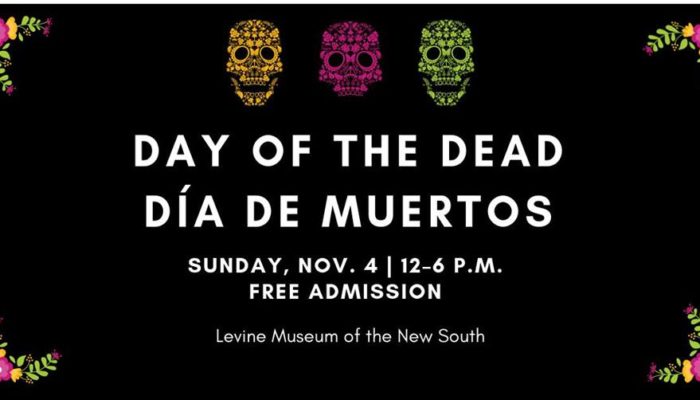 DAY OF THE DEAD
DÍA DE MUERTOS
SUNDAY, NOV. 4 | 12-6 P.M.
FREE ADMISSION
Levine Museum of the New South